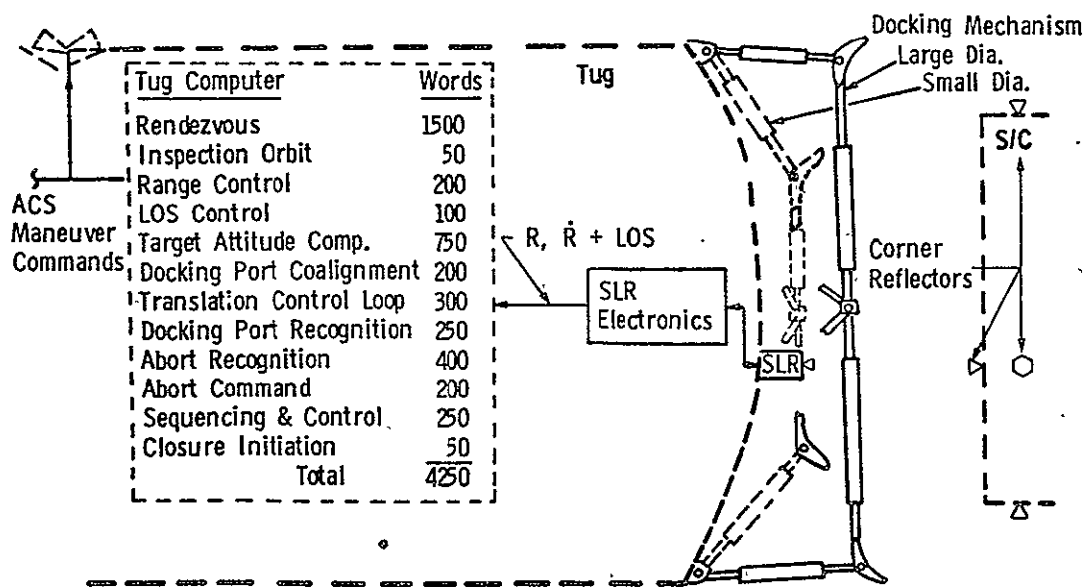 Docking Mechanism
Large Dia.
Small Dia.
Tug
S/C
Tug Computer Words
Rendezvous 1500
Inspection Orbit 50
Range Control 200
LOS Control 100
Target Attitude Comp. 750
Docking Port Coalignment 200
Translation Control Loop 300
Docking Port Recognition 250
Abort Recognition 400
Abort Command 200
Sequencing & Control 250
Closure Initiation 50
Total 4250
ACS
Maneuver
Commands
R, Ṙ + LOS
SLR
Electronics
SLR
Corner
Reflectors